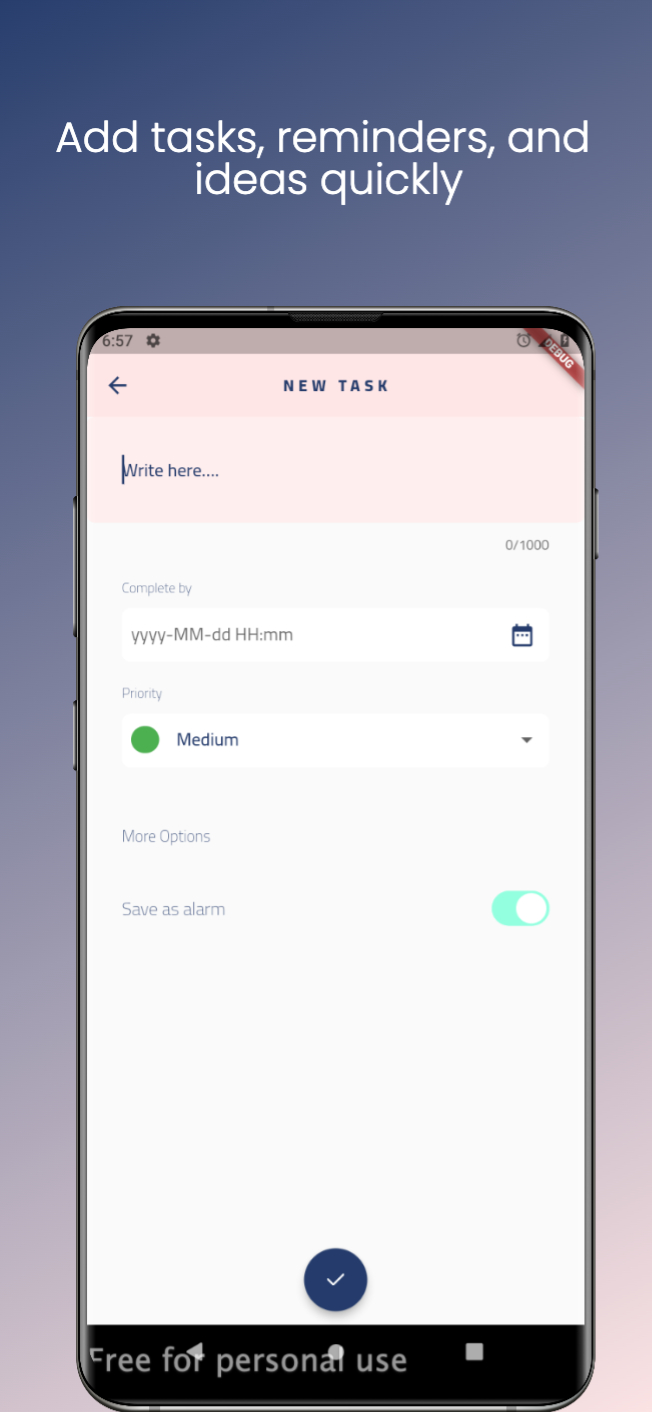 Add tasks, reminders, and
ideas quickly
6:57
DEBUG
NEW TASK
Write here....
0/1000
Complete by
yyyy-MM-dd HH:mm
Priority
Medium
More Options
Save as alarm
Free for personal use